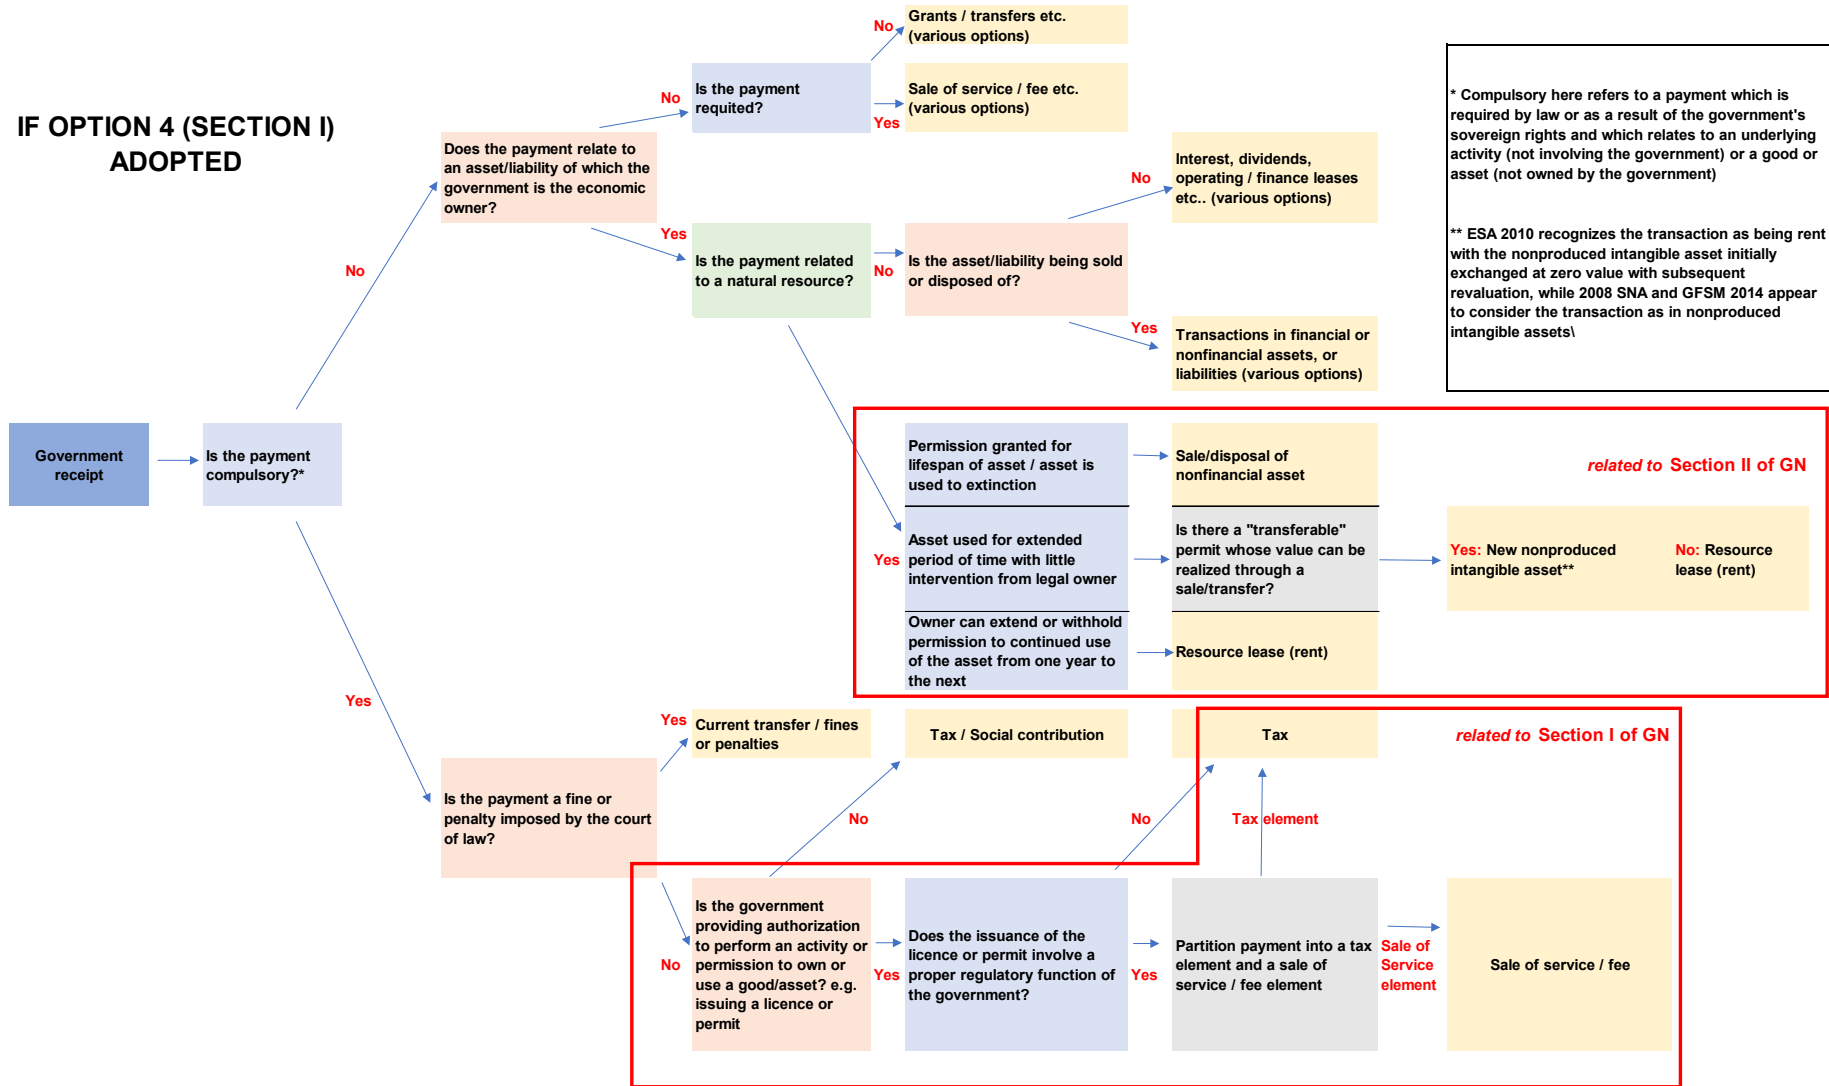 IF OPTION 4 (SECTION I)
ADOPTED
No
Grants / transfers etc.
(various options)
Is the payment
requited?
No
Sale of service / fee etc.
(various options)
Yes
Does the payment relate to
an asset/liability of which the
government is the economic
owner?
Interest, dividends,
operating / finance leases
etc.. (various options)
No
Yes
Is the payment related
to a natural resource?
No
Is the asset/liability being sold
or disposed of?
No
Yes
Transactions in financial or
nonfinancial assets, or
liabilities (various options)
* Compulsory here refers to a payment which is
required by law or as a result of the government's
sovereign rights and which relates to an underlying
activity (not involving the government) or a good or
asset (not owned by the government)
** ESA 2010 recognizes the transaction as being rent
with the nonproduced intangible asset initially
exchanged at zero value with subsequent
revaluation, while 2008 SNA and GFSM 2014 appear
to consider the transaction as in nonproduced
intangible assets\
Government
receipt
Is the payment
compulsory?*
Permission granted for
lifespan of asset / asset is
used to extinction
Sale/disposal of
nonfinancial asset
related to Section II of GN
Yes
Asset used for extended
period of time with little
intervention from legal owner
Is there a "transferable"
permit whose value can be
realized through a
sale/transfer?
Yes: New nonproduced
intangible asset**
No: Resource
lease (rent)
Owner can extend or withhold
permission to continued use
of the asset from one year to
the next
Resource lease (rent)
Yes
Yes
Current transfer / fines
or penalties
Tax / Social contribution
Tax
related to Section I of GN
Is the payment a fine or
penalty imposed by the court
of law?
No
No
Tax element
No
Is the government
providing authorization
to perform an activity or
permission to own or
use a good/asset? e.g.
issuing a licence or
permit
Yes
Does the issuance of the
licence or permit involve a
proper regulatory function of
the government?
Yes
Partition payment into a tax
element and a sale of
service / fee element
Sale of
Service
element
Sale of service / fee